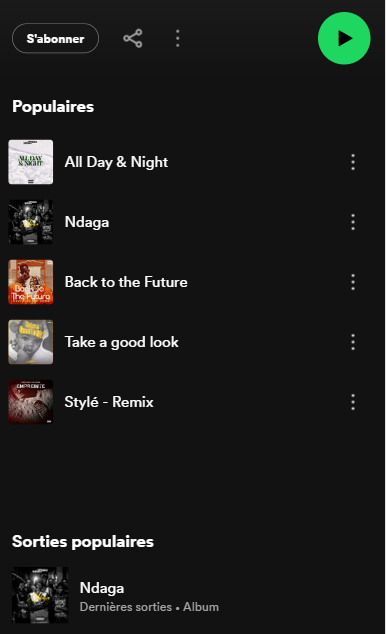 S'abonner
Populaires
ALL DAY
& NIGHT
All Day & Night
Ndaga
Back To
The Future
Back to the Future
Take a good look
EMPREINTE
Stylé - Remix
Sorties populaires
Ndaga
Dernières sorties • Album